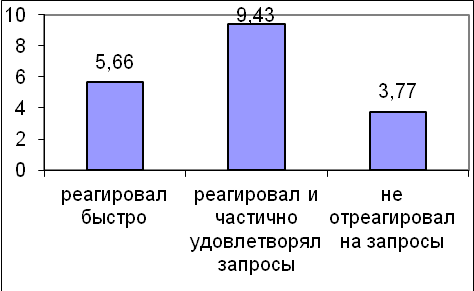 10
8
6
4
2
0
5,66
9,43
3,77
реагировал
быстро
реагировал и
частично
удовлетворял
запросы
не
отреагировал
на запросы